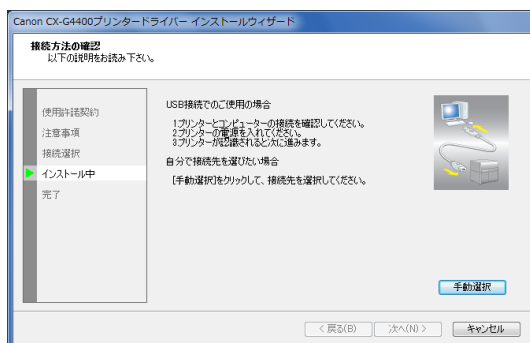 Canon CX-G4400プリンタードライバー インストールウィザード
接続方法の確認
以下の説明をお読み下さい。
使用許諾契約
注意事項
接続選択
インストール中
完了
USB接続でのご使用の場合
1.プリンターとコンピューターの接続を確認してください。
2.プリンターの電源を入れてください。
3.プリンターが認識されると次に進みます。
自分で接続先を選びたい場合
[手動選択]をクリックして、接続先を選択してください。
手動選択
< 戻る(B)
次へ(N) >
キャンセル